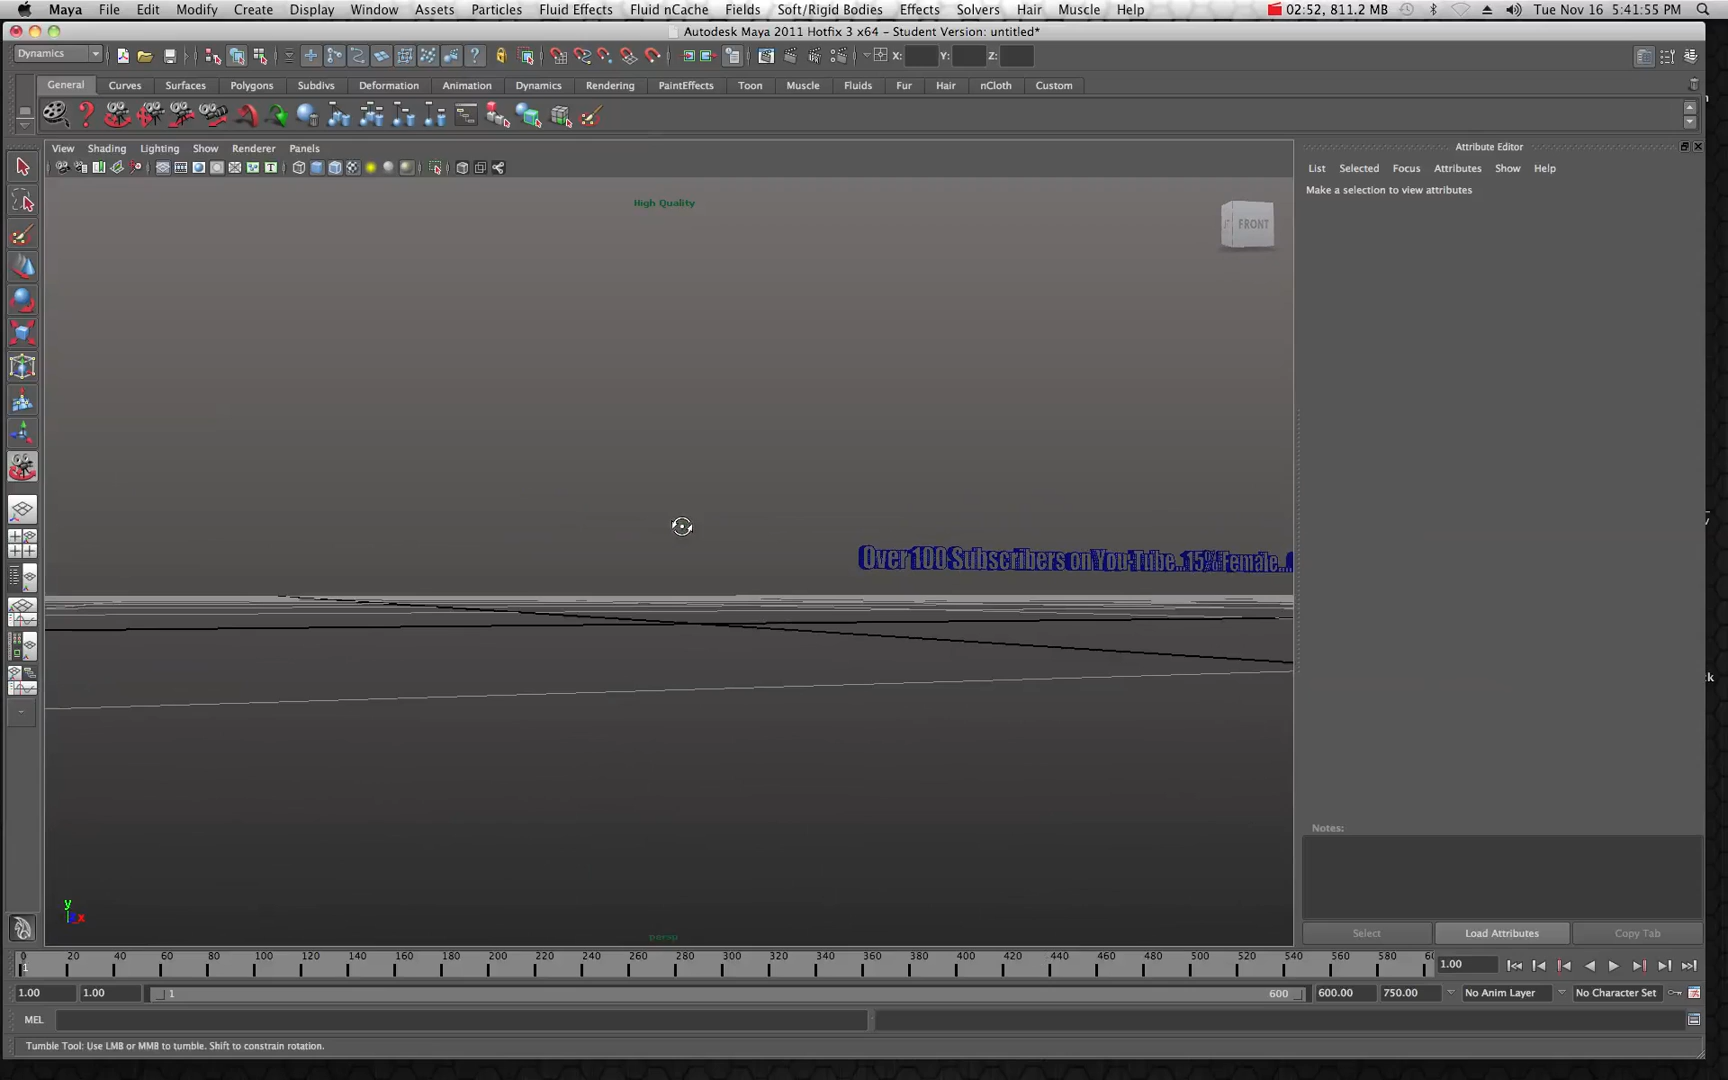 Maya File Edit Modify Create Display Window Assets Particles Fluid Effects Fluid nCache Fields Soft/Rigid Bodies Effects Solvers Hair Muscle Help 02:52, 811.2 MB Tue Nov 16 5:41:55 PM
Autodesk Maya 2011 Hotfix 3 x64 – Student Version: untitled*
Dynamics X: Y: Z:
General Curves Surfaces Polygons Subdivs Deformation Animation Dynamics Rendering PaintEffects Toon Muscle Fluids Fur Hair nCloth Custom
View Shading Lighting Show Renderer Panels
Attribute Editor
List Selected Focus Attributes Show Help
Make a selection to view attributes
High Quality
FRONT
Over 100 Subscribers on You-Tube..15% Female...
y
x
persp
Notes:
Select Load Attributes Copy Tab
0 20 40 60 80 100 120 140 160 180 200 220 240 260 280 300 320 340 360 380 400 420 440 460 480 500 520 540 560 580 60
1
1.00
1.00 1.00 1 600 600.00 750.00 No Anim Layer No Character Set
MEL
Tumble Tool: Use LMB or MMB to tumble. Shift to constrain rotation.